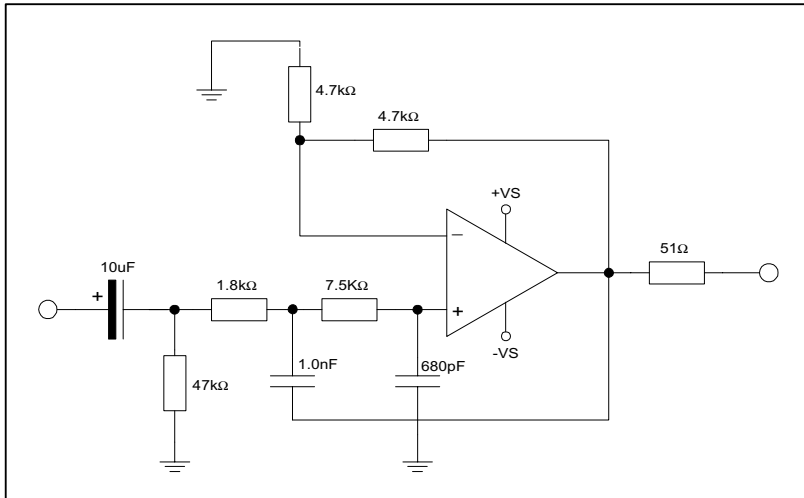 4.7kΩ
4.7kΩ
+VS
51Ω
−
10uF
+
1.8kΩ
7.5KΩ
+
-VS
47kΩ
1.0nF
680pF